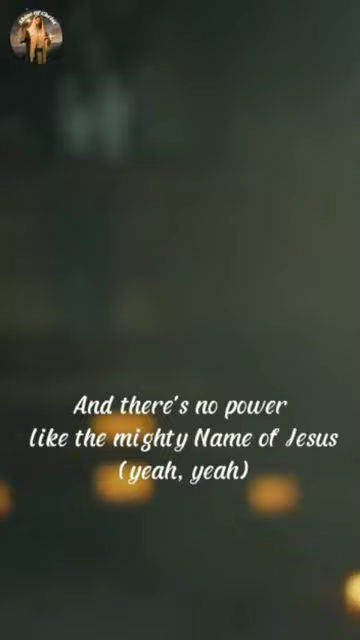 And there's no power
like the mighty Name of Jesus
(yeah, yeah)